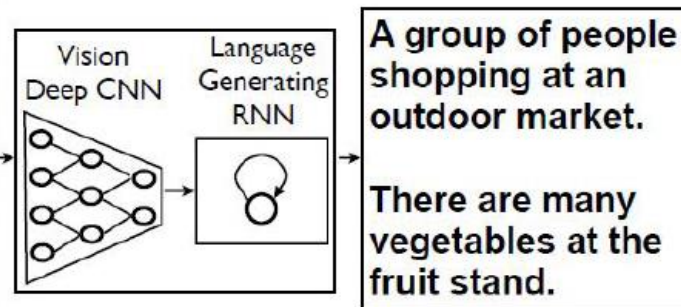 Vision
Deep CNN
Language
Generating
RNN
A group of people
shopping at an
outdoor market.
There are many
vegetables at the
fruit stand.